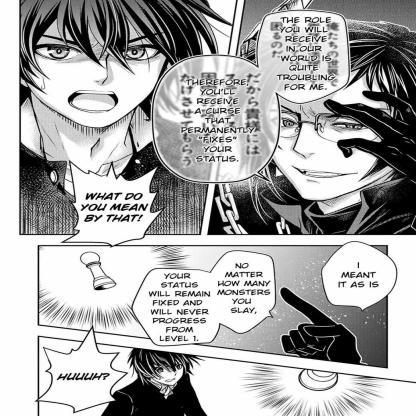 THE ROLE
YOU WILL
RECEIVE
IN OUR
WORLD IS
QUITE
TROUBLING
FOR ME.
THEREFORE,
YOU'LL
RECEIVE
A CURSE
THAT
PERMANENTLY
"FIXES"
YOUR
STATUS.
WHAT DO
YOU MEAN
BY THAT!
I
MEANT
IT AS IS
NO
MATTER
HOW MANY
MONSTERS
YOU
SLAY,
YOUR
STATUS
WILL REMAIN
FIXED AND
WILL NEVER
PROGRESS
FROM
LEVEL 1.
HUUUH?